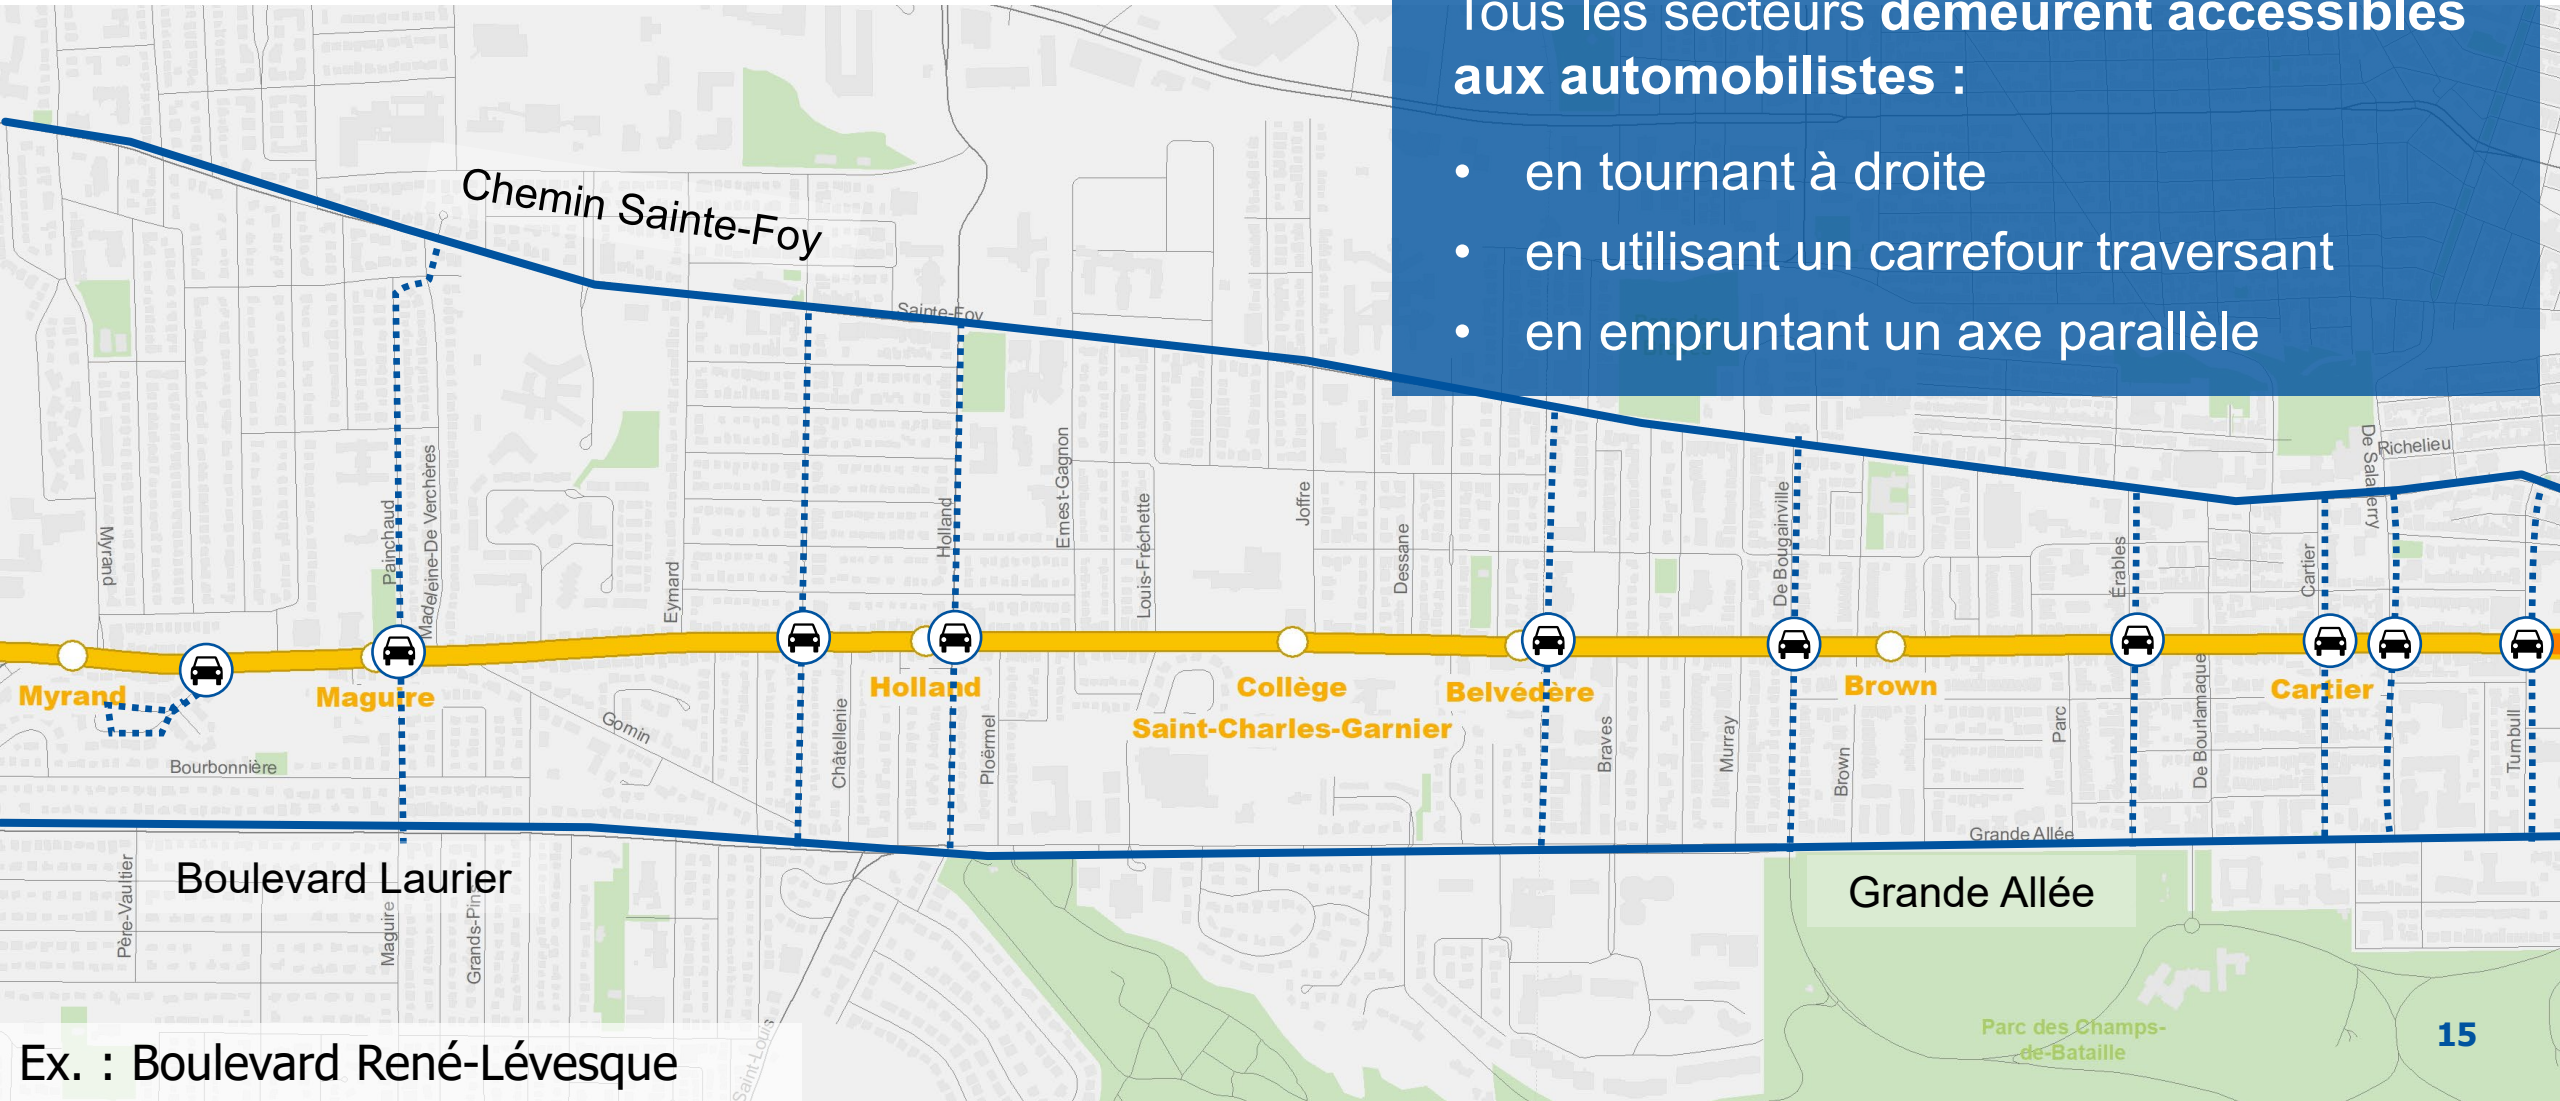 Tous les secteurs demeurent accessibles
aux automobilistes :
• en tournant à droite
• en utilisant un carrefour traversant
• en empruntant un axe parallèle
Chemin Sainte-Foy
Sainte-Foy
De Salaberry
Richelieu
Myrand
Painchaud
Madeleine-De Verchères
Eymard
Holland
Ernest-Gagnon
Louis-Fréchette
Joffre
Dessane
De Bougainville
Érables
Cartier
Myrand
Maguire
Holland
Collège
Saint-Charles-Garnier
Belvédère
Brown
Cartier
Gomin
Bourbonnière
Châtellenie
Ploërmel
Braves
Murray
Brown
Parc
De Bourlamaque
Turnbull
Grande Allée
Boulevard Laurier
Grande Allée
Père-Vaultier
Maguire
Grands-Pins
Saint-Louis
Parc des Champs-
de-Bataille
Ex. : Boulevard René-Lévesque
15